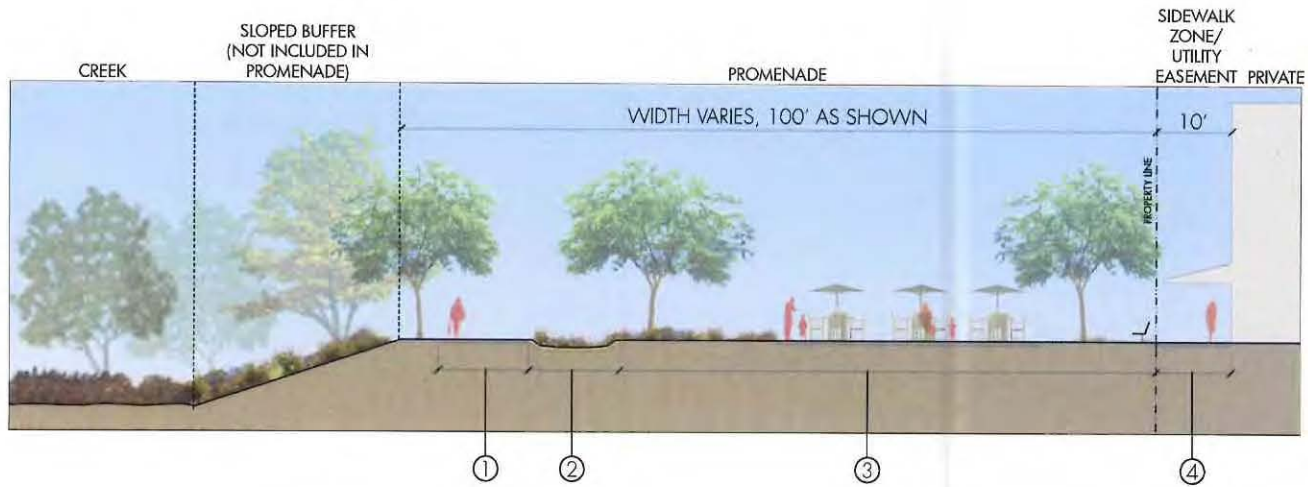 CREEK
SLOPED BUFFER
(NOT INCLUDED IN
PROMENADE)
PROMENADE
SIDEWALK
ZONE/
UTILITY
EASEMENT
PRIVATE
WIDTH VARIES, 100' AS SHOWN
10'
PROPERTY LINE
1
2
3
4